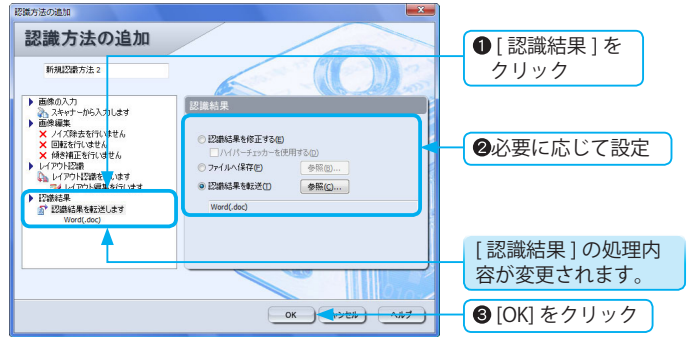 認識方法の追加
認識方法の追加
新規認識方法 2
画像の入力
スキャナーから入力します
画像編集
ノイズ除去を行いません
回転を行いません
傾き補正を行いません
レイアウト認識
レイアウト認識を行います
レイアウト編集を行います
認識結果
認識結果を転送します
Word(.doc)
認識結果
認識結果を修正する(E)
ハイパーチェッカーを使用する(D)
ファイルへ保存(F)
参照(B)...
認識結果を転送(T)
参照(C)...
Word(.doc)
OK
キャンセル
ヘルプ
❶ [ 認識結果 ] を
クリック
❷必要に応じて設定
[ 認識結果 ] の処理内
容が変更されます。
❸ [OK] をクリック